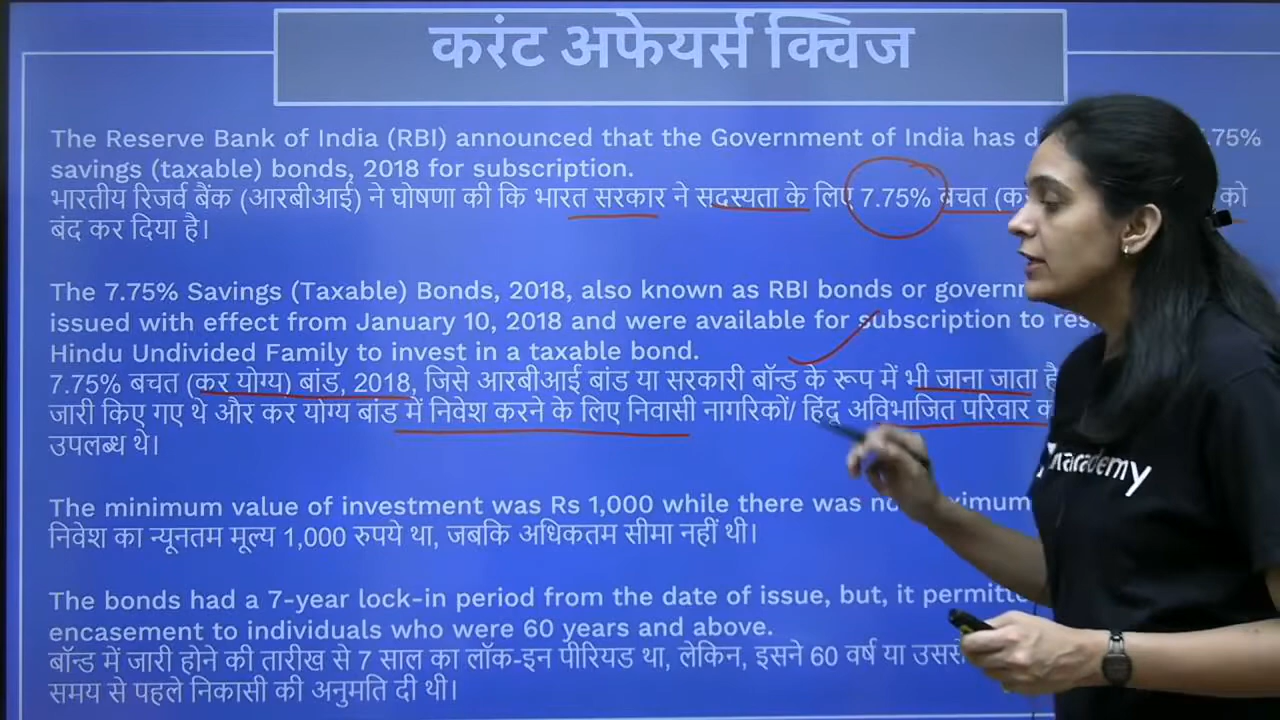 करंट अफेयर्स क्विज
The Reserve Bank of India (RBI) announced that the Government of India has .75%
savings (taxable) bonds, 2018 for subscription.
भारतीय रिजर्व बैंक (आरबीआई) ने घोषणा की कि भारत सरकार ने सदस्यता के लिए 7.75% बचत को
बंद कर दिया है।
The 7.75% Savings (Taxable) Bonds, 2018, also known as RBI bonds or
issued with effect from January 10, 2018 and were available for subscription to
Hindu Undivided Family to invest in a taxable bond.
7.75% बचत (कर योग्य) बांड, 2018, जिसे आरबीआई बांड या सरकारी बॉन्ड के रूप में भी जाना जाता है
जारी किए गए थे और कर योग्य बांड में निवेश करने के लिए निवासी नागरिकों/ हिंदू अविभाजित परिवार
उपलब्ध थे।
The minimum value of investment was Rs 1,000 while there was
निवेश का न्यूनतम मूल्य 1,000 रुपये था, जबकि अधिकतम सीमा नहीं थी।
The bonds had a 7-year lock-in period from the date of issue, but, it
encasement to individuals who were 60 years and above.
बॉन्ड में जारी होने की तारीख से 7 साल का लॉक-इन पीरियड था, लेकिन, इसने 60 वर्ष या
समय से पहले निकासी की अनुमति दी थी।